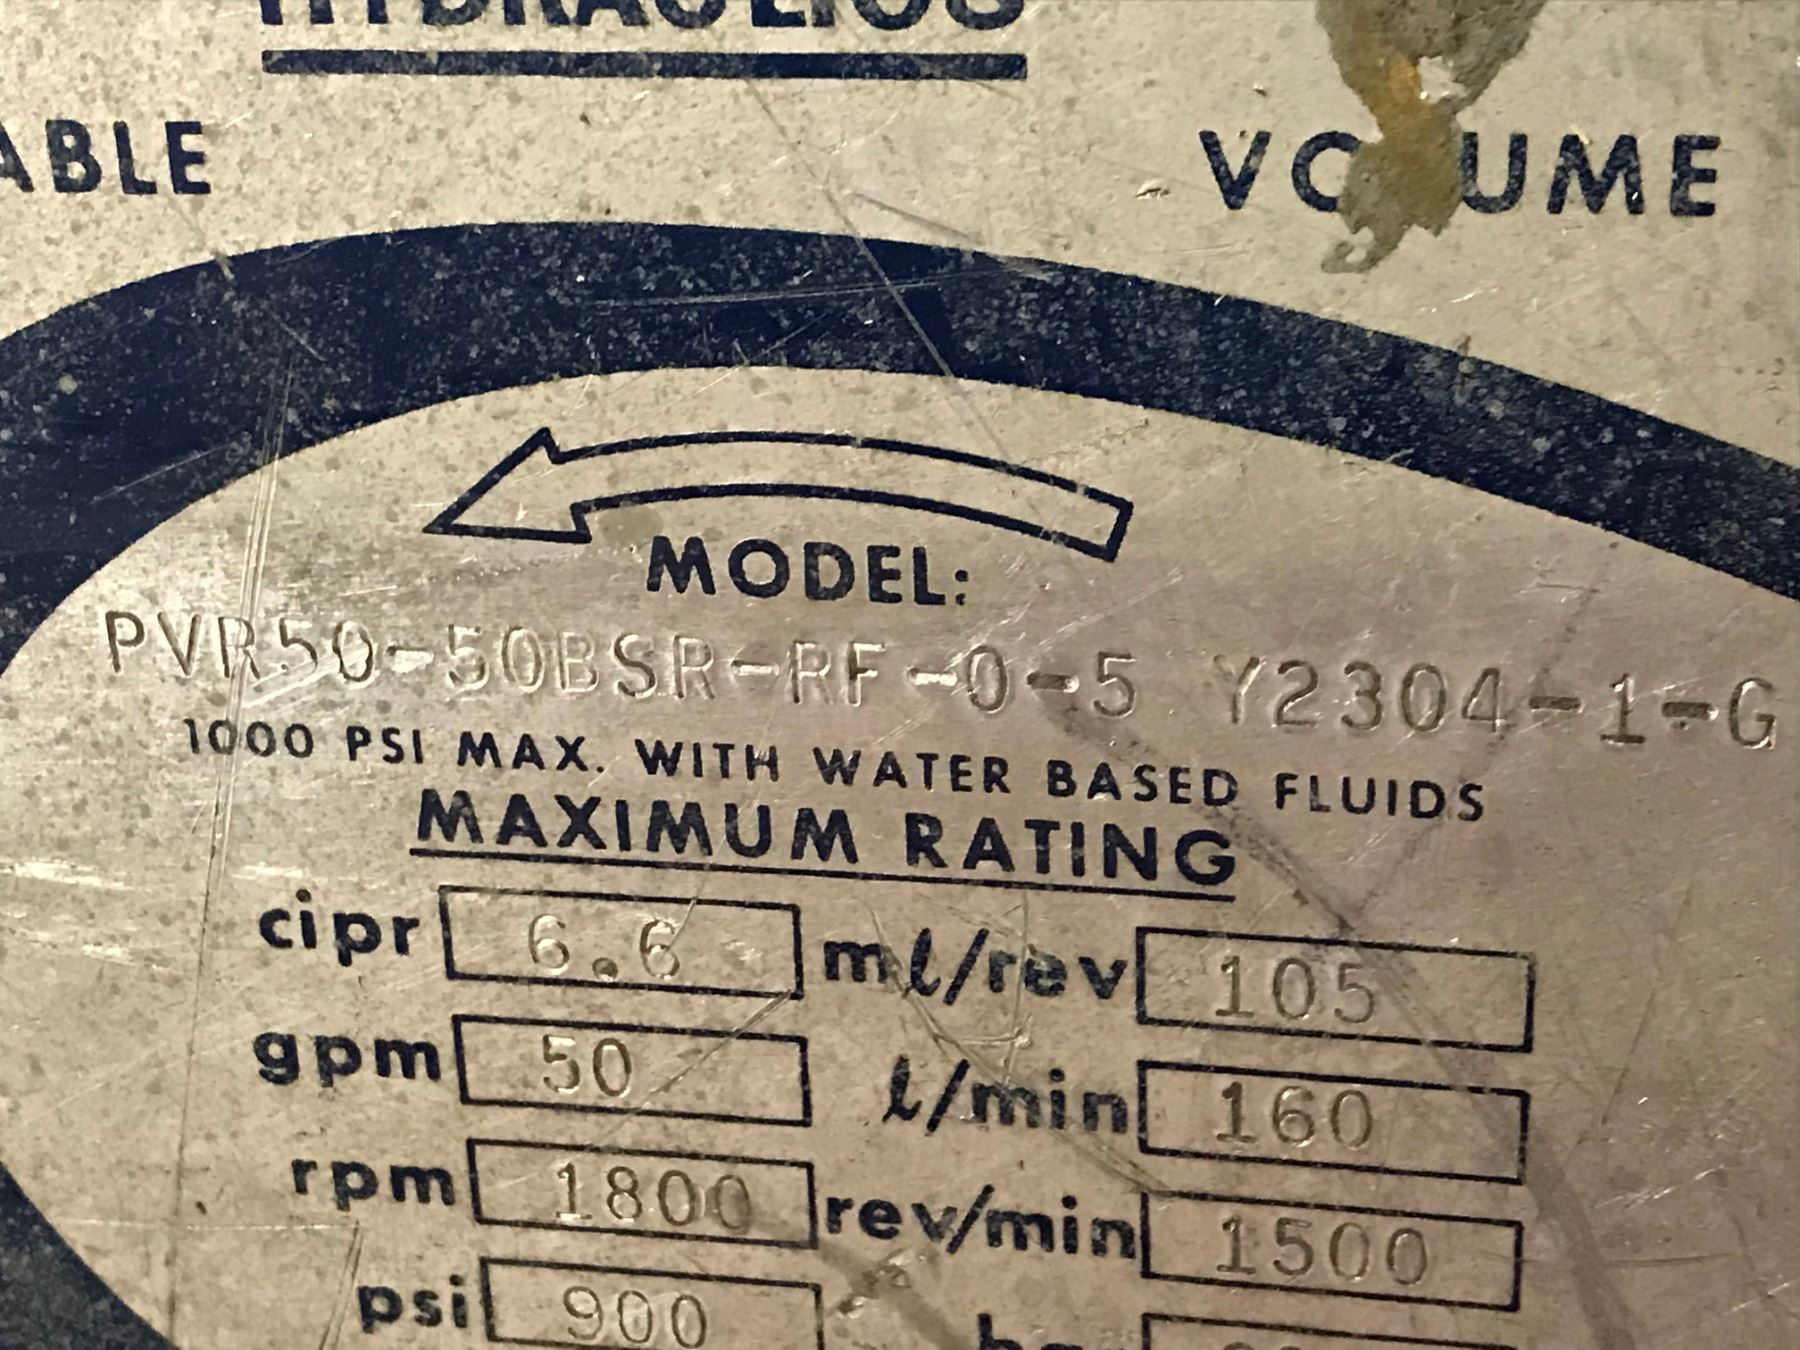 HYDRAULICS
ABLE VOLUME
MODEL:
PVR50-50BSR-RF-0-5 Y2304-1-G
1000 PSI MAX. WITH WATER BASED FLUIDS
MAXIMUM RATING
cipr 6.6 ml/rev 105
gpm 50 l/min 160
rpm 1800 rev/min 1500
psi 900